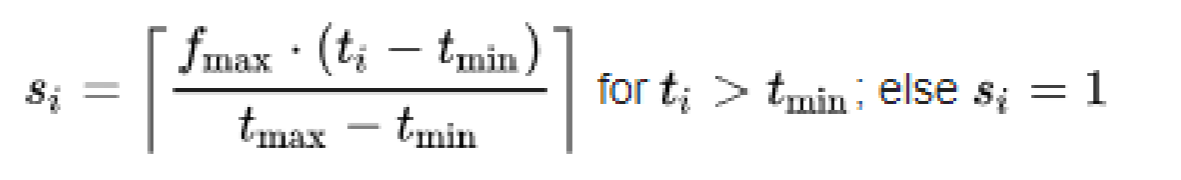 s_i = ⌈ f_max · (t_i − t_min) / (t_max − t_min) ⌉ for t_i > t_min; else s_i = 1